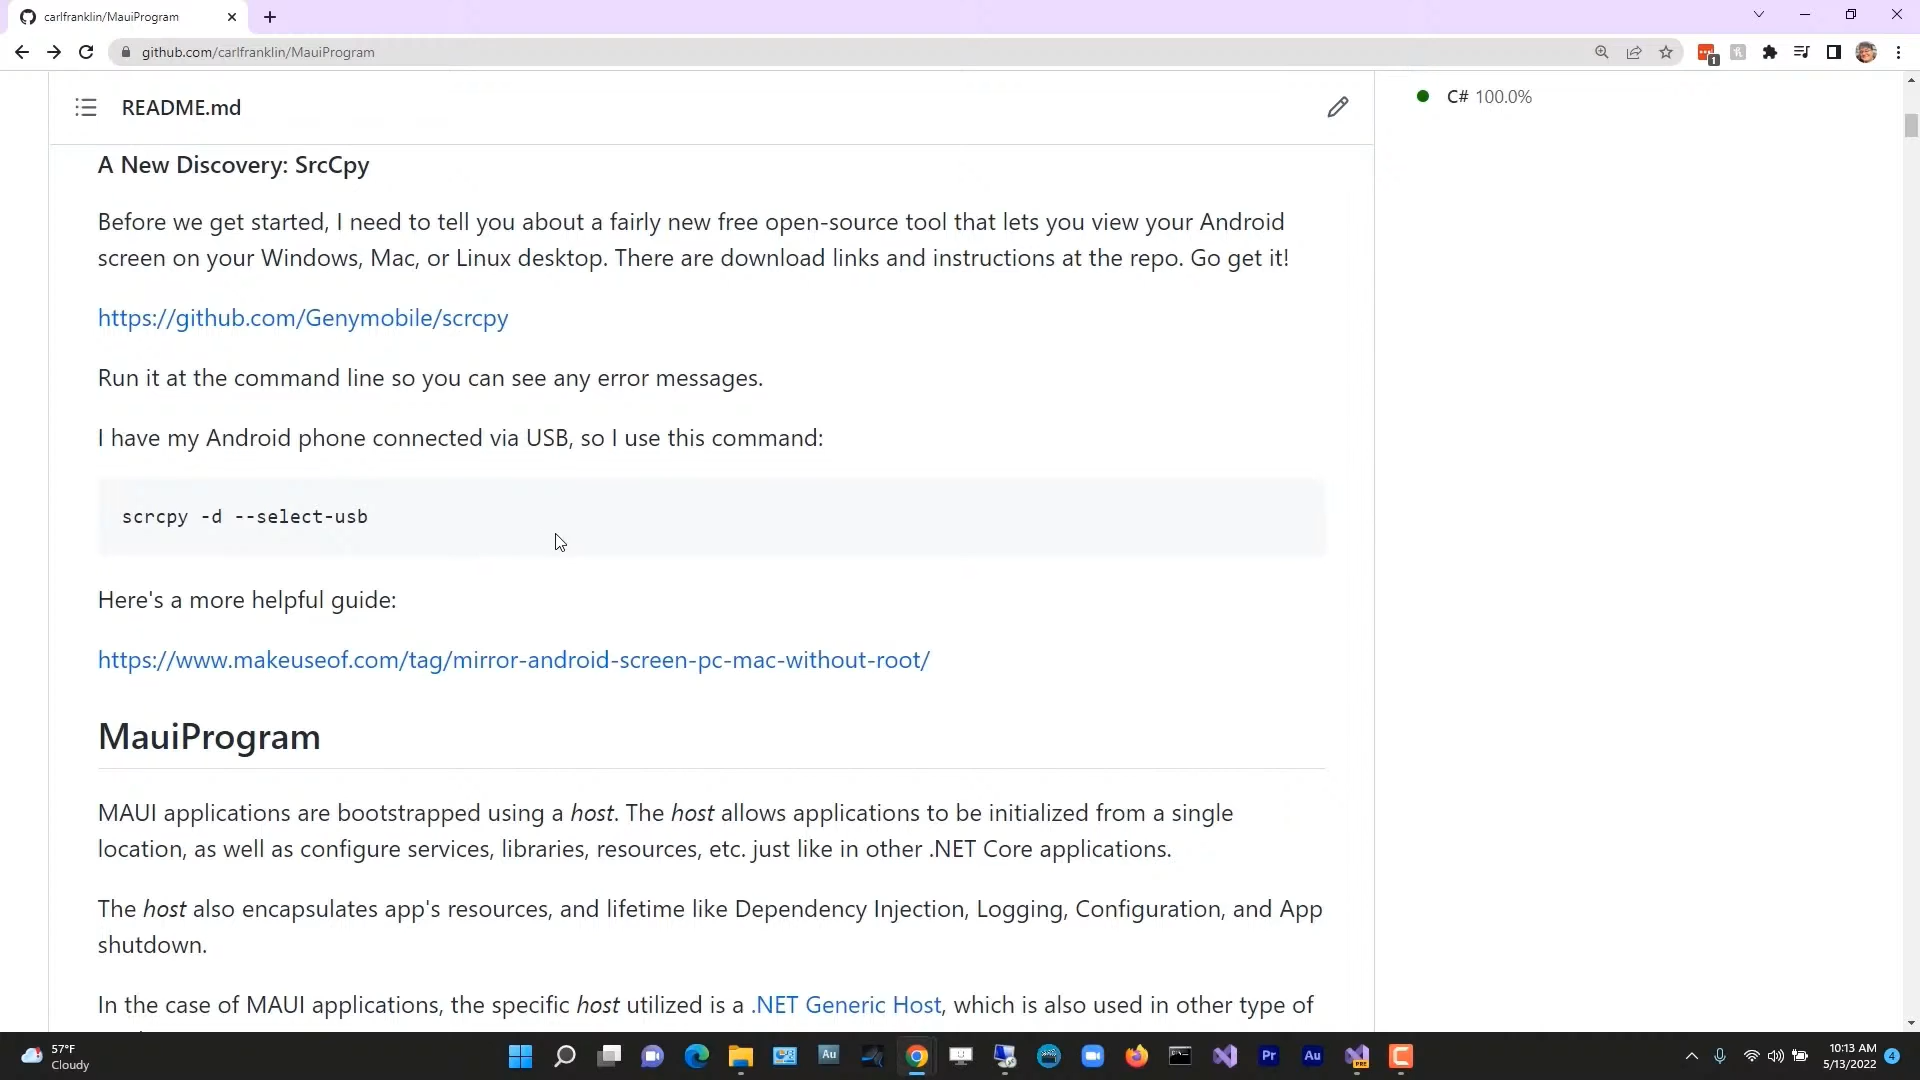 carlfranklin/MauiProgram
github.com/carlfranklin/MauiProgram
1
README.md
C# 100.0%
A New Discovery: SrcCpy
Before we get started, I need to tell you about a fairly new free open-source tool that lets you view your Android
screen on your Windows, Mac, or Linux desktop. There are download links and instructions at the repo. Go get it!
https://github.com/Genymobile/scrcpy
Run it at the command line so you can see any error messages.
I have my Android phone connected via USB, so I use this command:
scrcpy -d --select-usb
Here's a more helpful guide:
https://www.makeuseof.com/tag/mirror-android-screen-pc-mac-without-root/
MauiProgram
MAUI applications are bootstrapped using a host. The host allows applications to be initialized from a single
location, as well as configure services, libraries, resources, etc. just like in other .NET Core applications.
The host also encapsulates app's resources, and lifetime like Dependency Injection, Logging, Configuration, and App
shutdown.
In the case of MAUI applications, the specific host utilized is a .NET Generic Host, which is also used in other type of
57°F
Cloudy
Au
Pr
Au
PRE
10:13 AM
5/13/2022
4